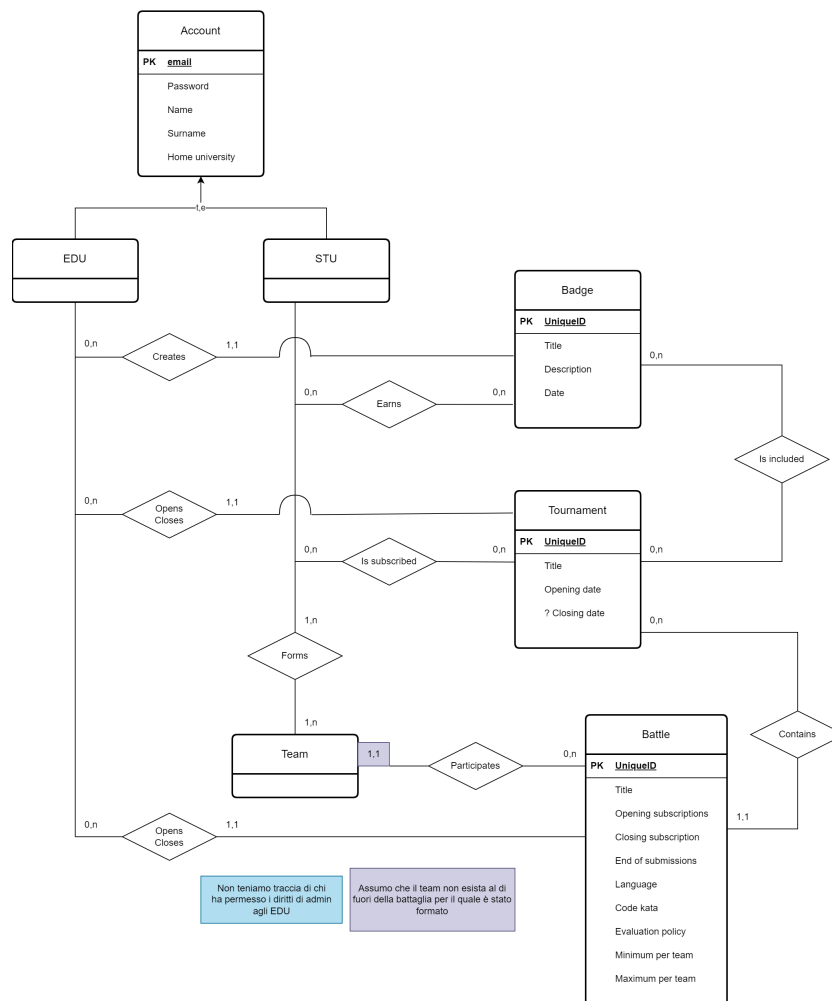 Account
PK email
Password
Name
Surname
Home university
t,e
EDU
STU
Badge
PK UniqueID
Title
Description
Date
0,n
Creates
1,1
0,n
0,n
Earns
0,n
Is included
0,n
Opens
Closes
1,1
Tournament
PK UniqueID
Title
Opening date
? Closing date
0,n
Is subscribed
0,n
0,n
0,n
1,n
Forms
1,n
Team
1,1
Participates
0,n
Battle
PK UniqueID
Title
Opening subscriptions
Closing subscription
End of submissions
Language
Code kata
Evaluation policy
Minimum per team
Maximum per team
Contains
1,1
0,n
Opens
Closes
1,1
Non teniamo traccia di chi
ha permesso i diritti di admin
agli EDU
Assumo che il team non esista al di
fuori della battaglia per il quale è stato
formato